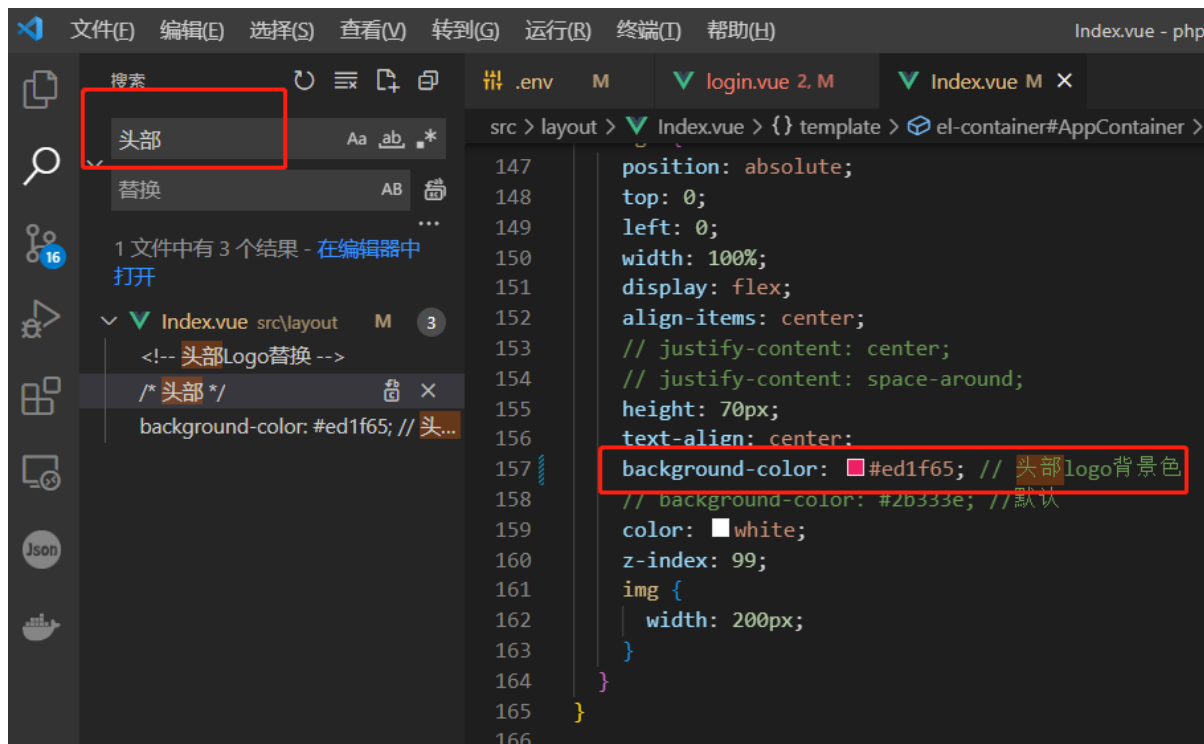 文件(F) 编辑(E) 选择(S) 查看(V) 转到(G) 运行(R) 终端(T) 帮助(H) Index.vue - php
搜索
头部 Aa ab *
替换 AB
1 文件中有 3 个结果 - 在编辑器中
打开
Index.vue src\layout M 3
<!-- 头部Logo替换 -->
/* 头部 */
background-color: #ed1f65; // 头...
16
Json
.env M login.vue 2, M Index.vue M
src > layout > Index.vue > {} template > el-container#AppContainer >
147 position: absolute;
148 top: 0;
149 left: 0;
150 width: 100%;
151 display: flex;
152 align-items: center;
153 // justify-content: center;
154 // justify-content: space-around;
155 height: 70px;
156 text-align: center;
157 background-color: #ed1f65; // 头部logo背景色
158 // background-color: #2b333e; //默认
159 color: white;
160 z-index: 99;
161 img {
162 width: 200px;
163 }
164 }
165 }
166